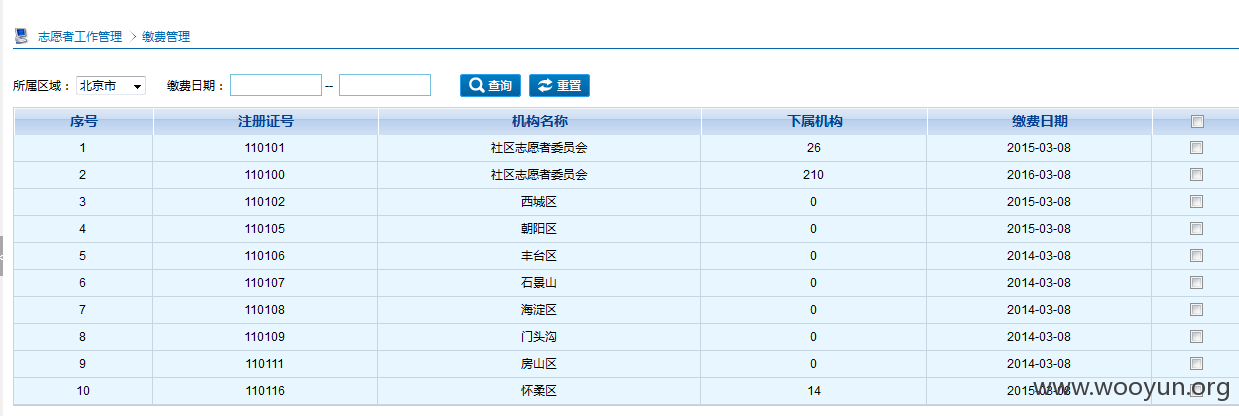 志愿者工作管理 > 缴费管理
所属区域： 北京市 缴费日期： -- 查询 重置
序号 注册证号 机构名称 下属机构 缴费日期
1 110101 社区志愿者委员会 26 2015-03-08
2 110100 社区志愿者委员会 210 2016-03-08
3 110102 西城区 0 2015-03-08
4 110105 朝阳区 0 2015-03-08
5 110106 丰台区 0 2014-03-08
6 110107 石景山 0 2014-03-08
7 110108 海淀区 0 2014-03-08
8 110109 门头沟 0 2014-03-08
9 110111 房山区 0 2014-03-08
10 110116 怀柔区 14 2015-03-08
www.wooyun.org